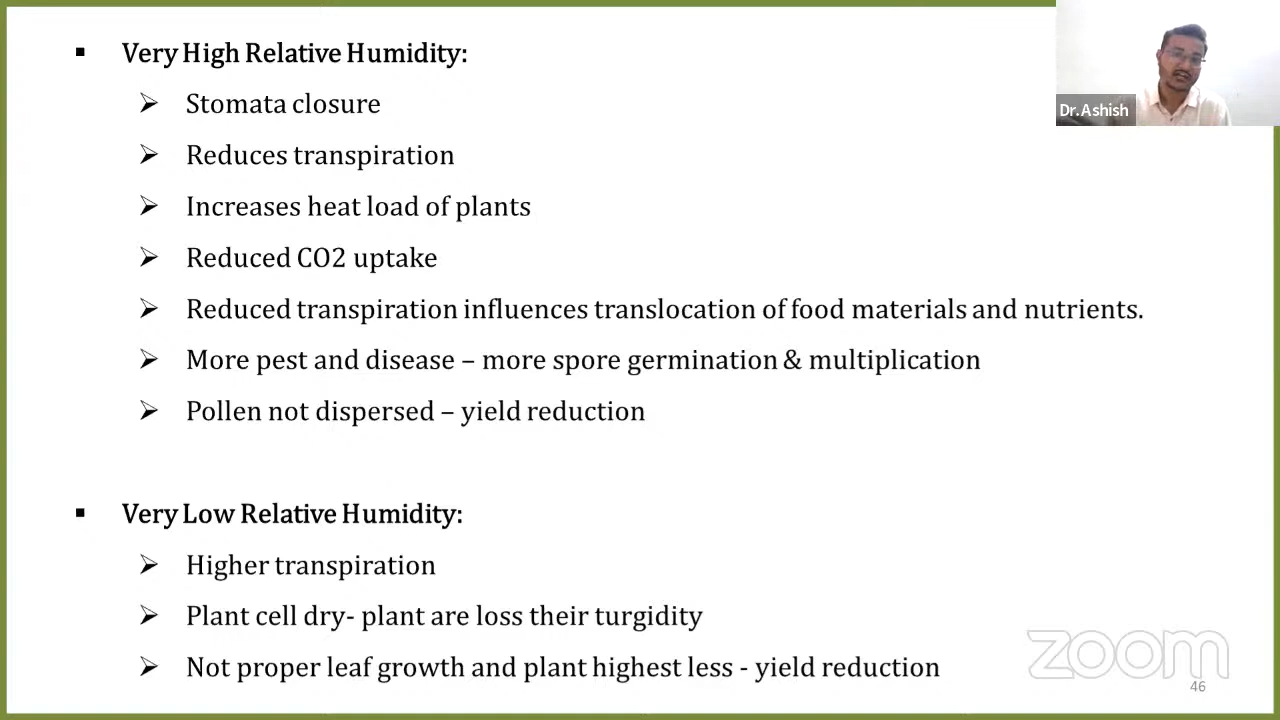 Very High Relative Humidity:
Stomata closure
Reduces transpiration
Increases heat load of plants
Reduced CO2 uptake
Reduced transpiration influences translocation of food materials and nutrients.
More pest and disease – more spore germination & multiplication
Pollen not dispersed – yield reduction
Very Low Relative Humidity:
Higher transpiration
Plant cell dry- plant are loss their turgidity
Not proper leaf growth and plant highest less - yield reduction
Dr.Ashish
zoom
46